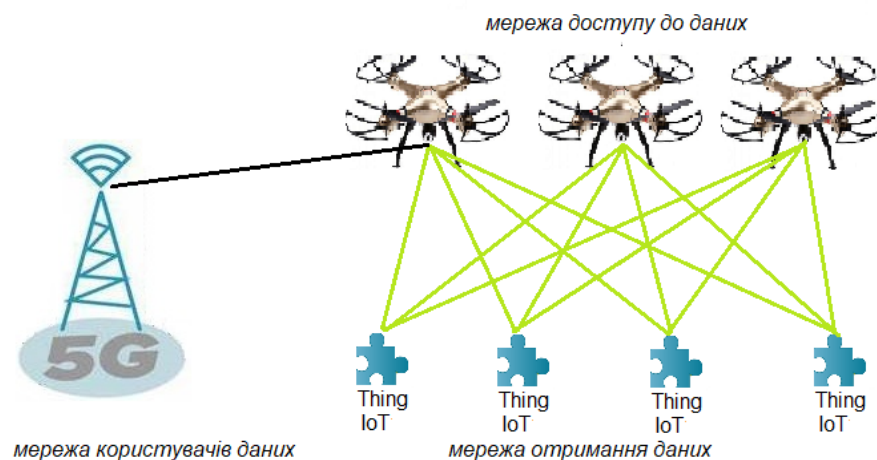 мережа доступу до даних
5G
Thing
IoT
Thing
IoT
Thing
IoT
Thing
IoT
мережа користувачів даних
мережа отримання даних